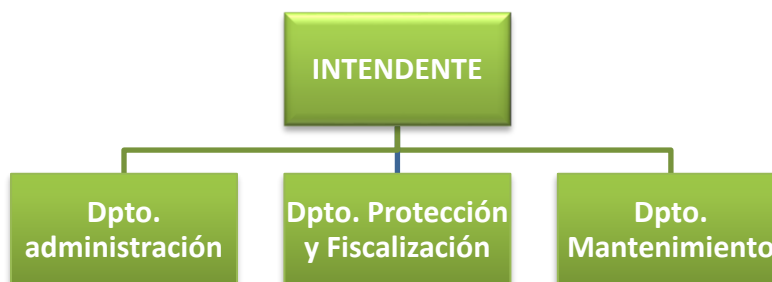 INTENDENTE
Dpto.
administración
Dpto. Protección
y Fiscalización
Dpto.
Mantenimiento